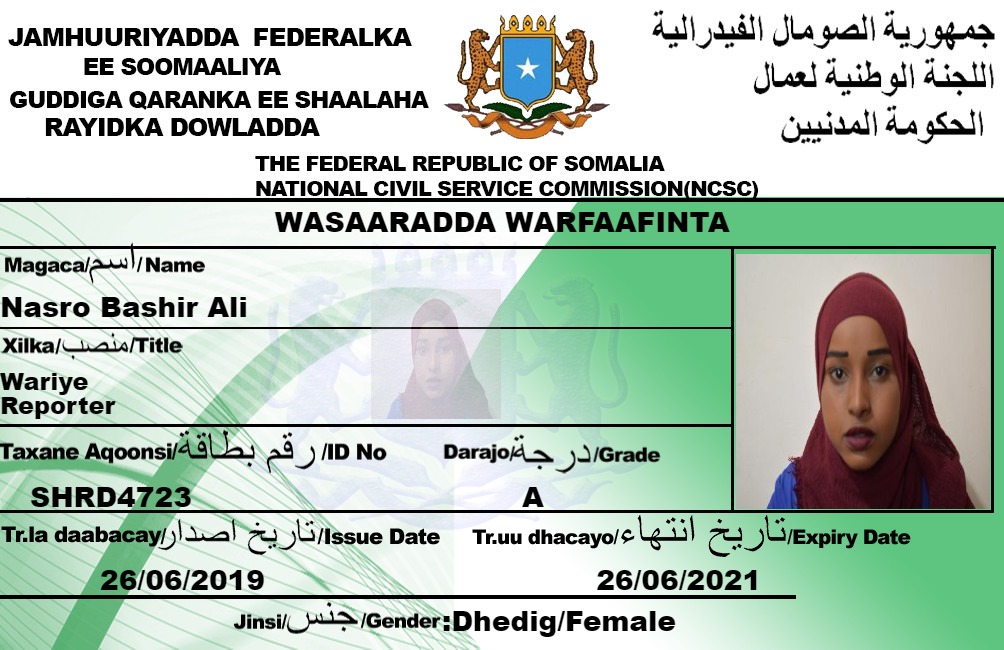 JAMHUURIYADDA FEDERALKA
EE SOOMAALIYA
GUDDIGA QARANKA EE SHAALAHA
RAYIDKA DOWLADDA
جمهورية الصومال الفيدرالية
اللجنة الوطنية لعمال
الحكومة المدنيين
THE FEDERAL REPUBLIC OF SOMALIA
NATIONAL CIVIL SERVICE COMMISSION(NCSC)
WASAARADDA WARFAAFINTA
Magaca/اسم/Name
Nasro Bashir Ali
Xilka/منصب/Title
Wariye
Reporter
Taxane Aqoonsi/رقم بطاقة/ID No Darajo/درجة/Grade
SHRD4723 A
Tr.la daabacay/تاريخ اصدار/Issue Date Tr.uu dhacayo/تاريخ انتهاء/Expiry Date
26/06/2019 26/06/2021
Jinsi/جنس/Gender:Dhedig/Female